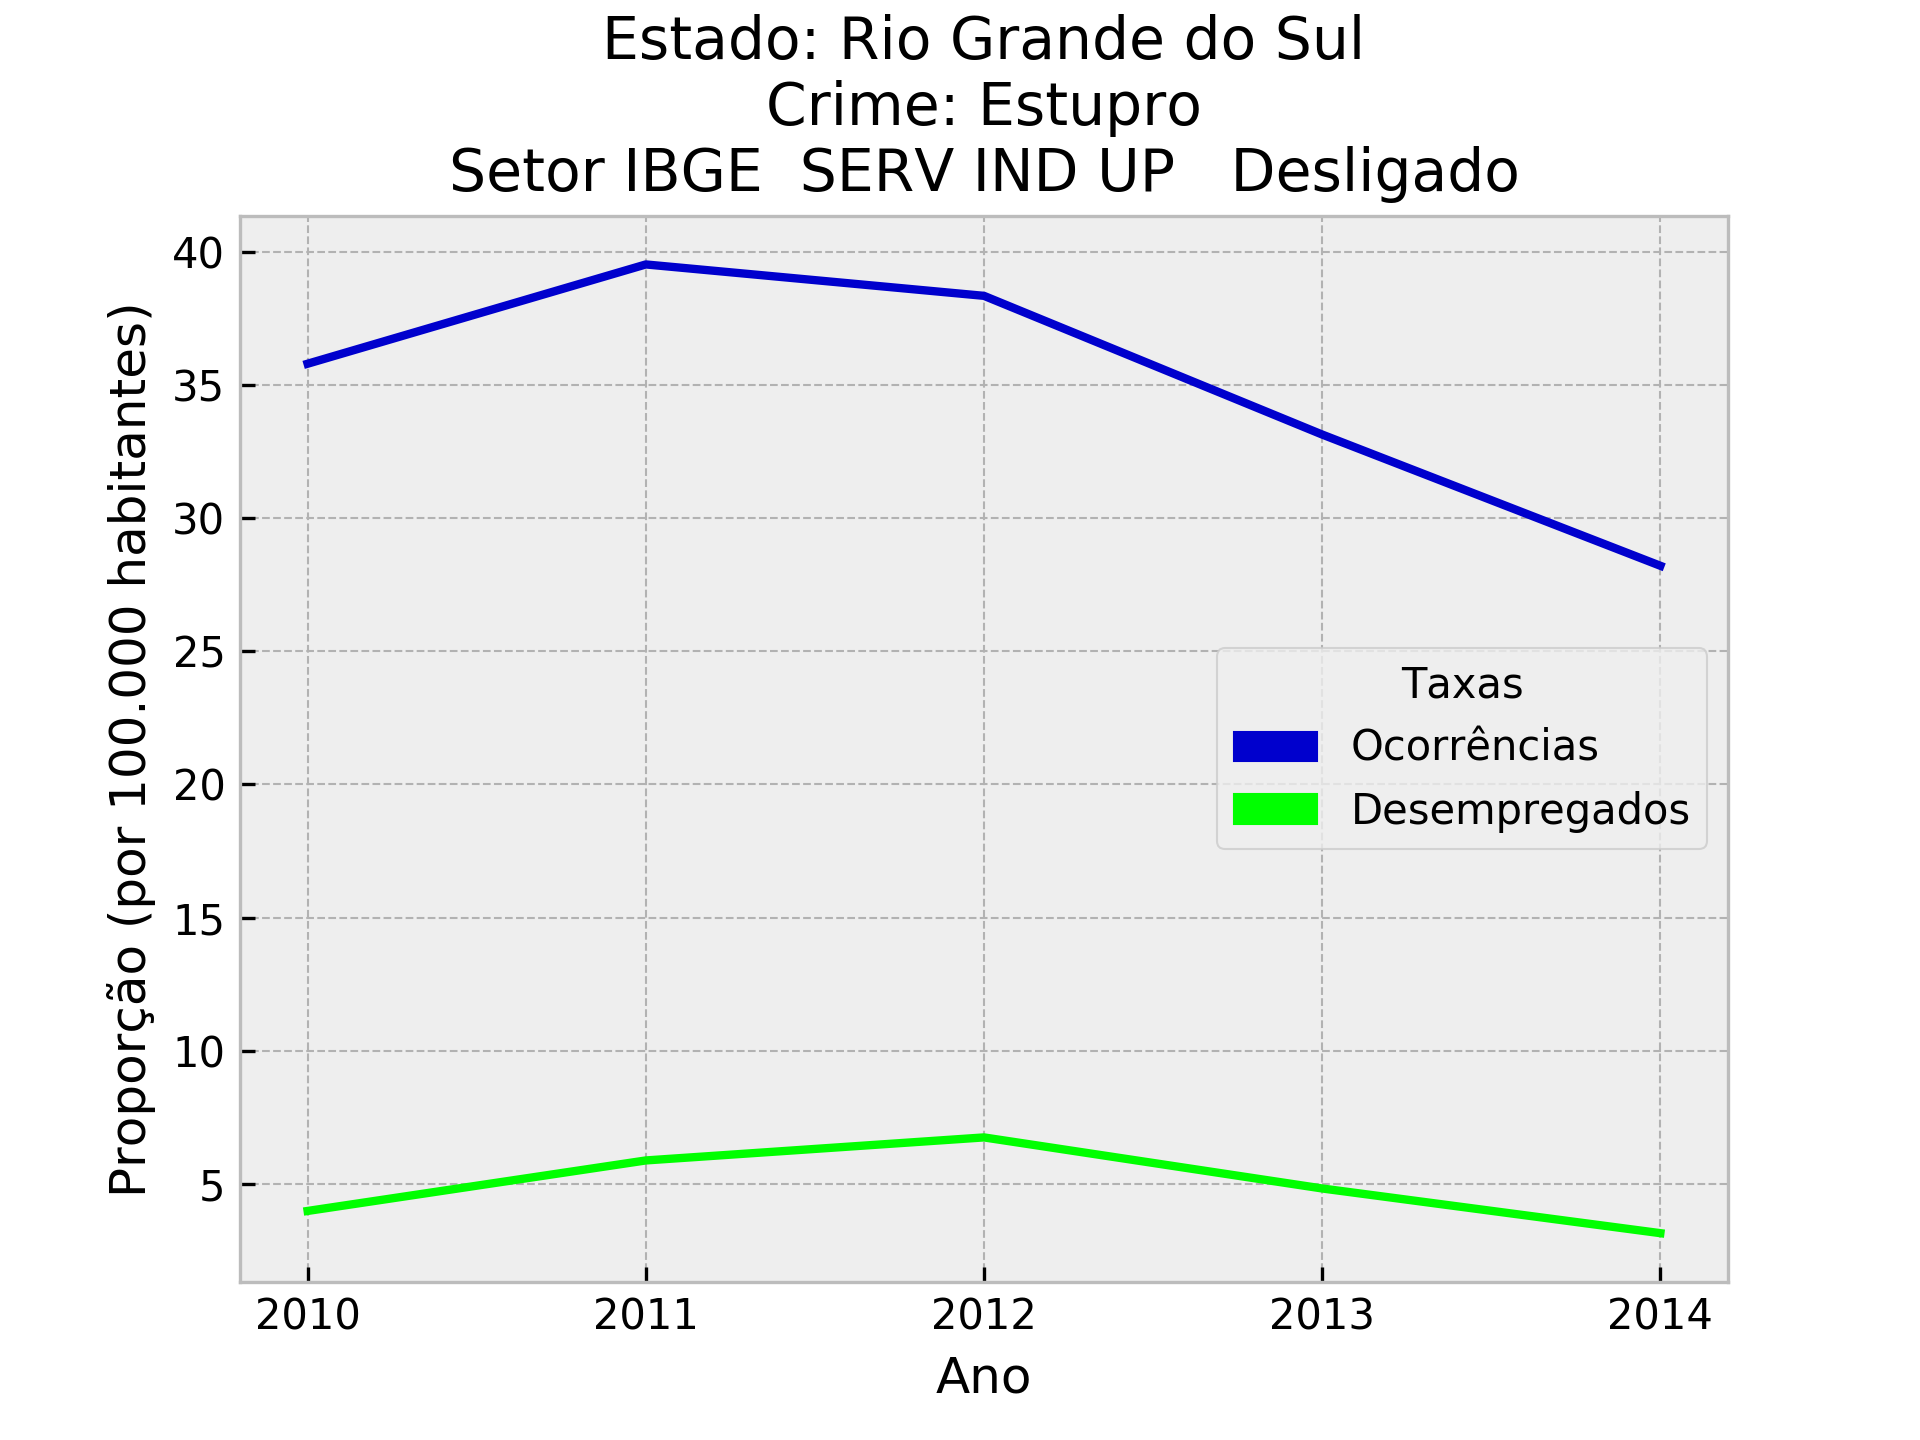 Estado: Rio Grande do Sul
Crime: Estupro
Setor IBGE  SERV IND UP   Desligado
Proporção (por 100.000 habitantes)
40
35
30
25
20
15
10
5
Taxas
Ocorrências
Desempregados
2010 2011 2012 2013 2014
Ano